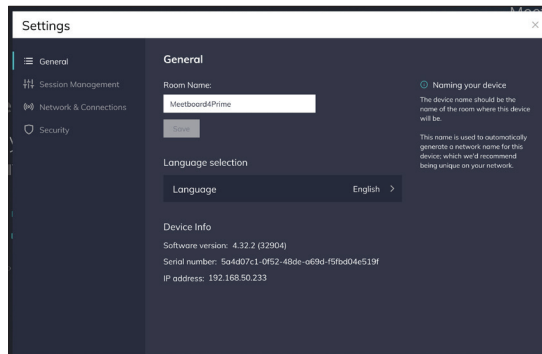 Settings
General
Session Management
Network & Connections
Security
General
Room Name:
Meetboard4Prime
Send
Language selection
Language English
Device Info
Software version: 4.32.2 (32904)
Serial number: 5a4d07c1-0f52-48de-a69d-f5fbd04e519f
IP address: 192.168.50.233
Naming your device
The device name should be the
name of the room where this device
will be.
This name is used to automatically
generate a network name for this
device; which we'd recommend
being unique on your network.